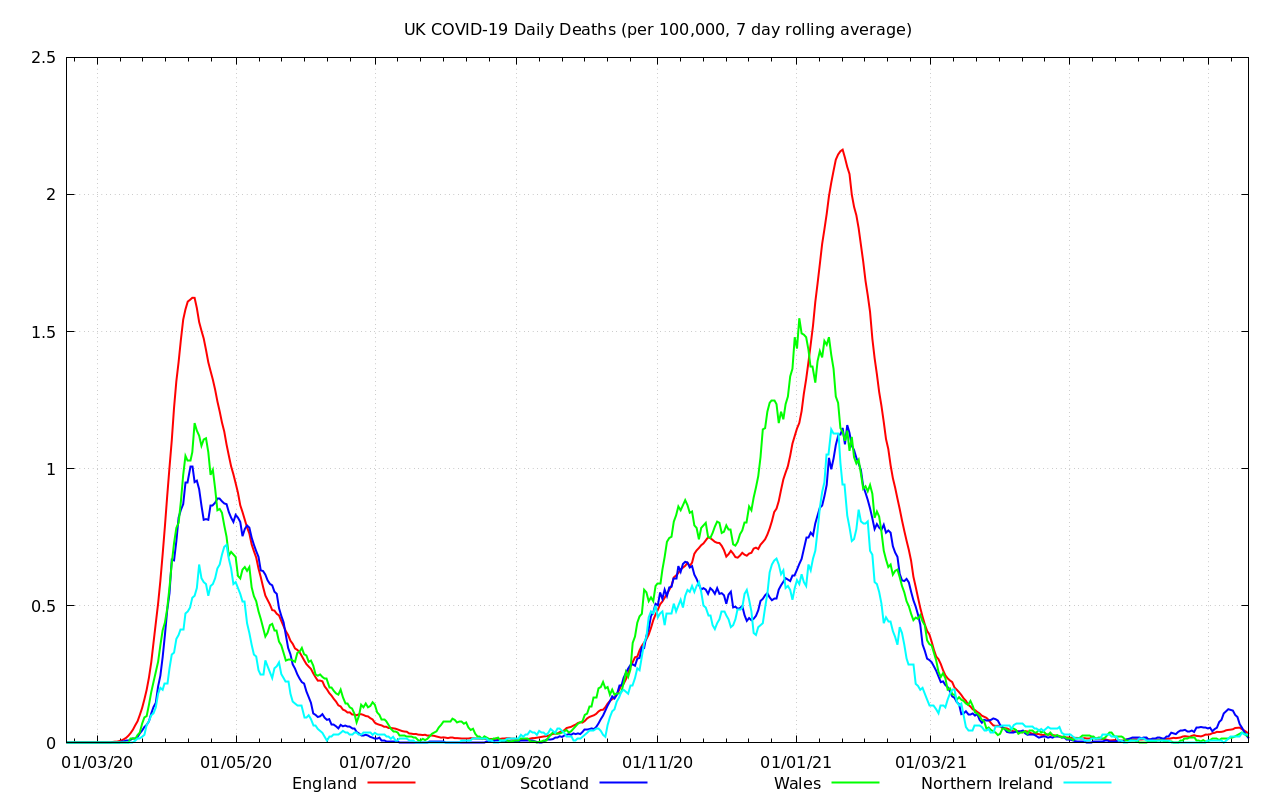 UK COVID-19 Daily Deaths (per 100,000, 7 day rolling average)
2.5
2
1.5
1
0.5
0
01/03/20 01/05/20 01/07/20 01/09/20 01/11/20 01/01/21 01/03/21 01/05/21 01/07/21
England Scotland Wales Northern Ireland